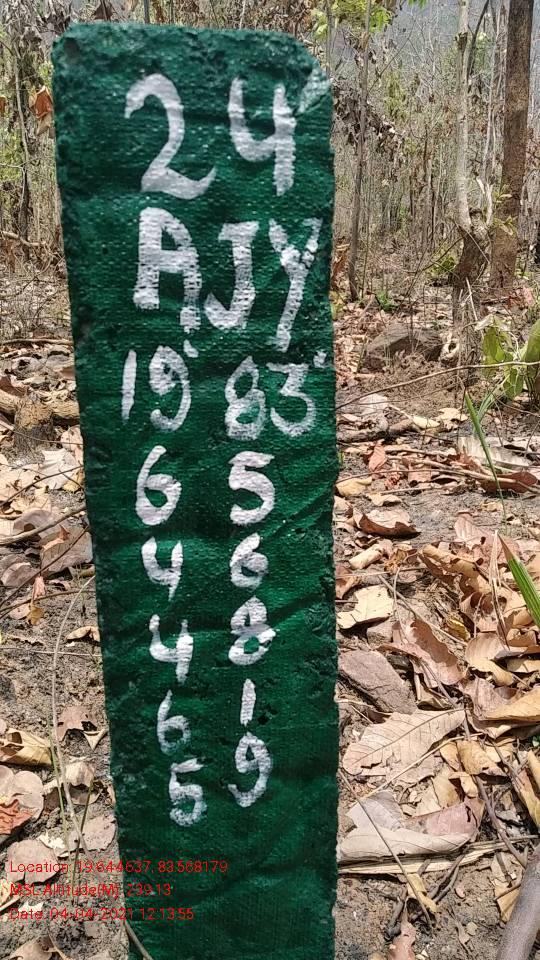 24
AJY
19° 83°
6 5
4 6
4 8
6 1
5 9
Location: 19.644637, 83.568179
MSL Altitude(M): 239.13
Date: 04-04-2021 12:13:55